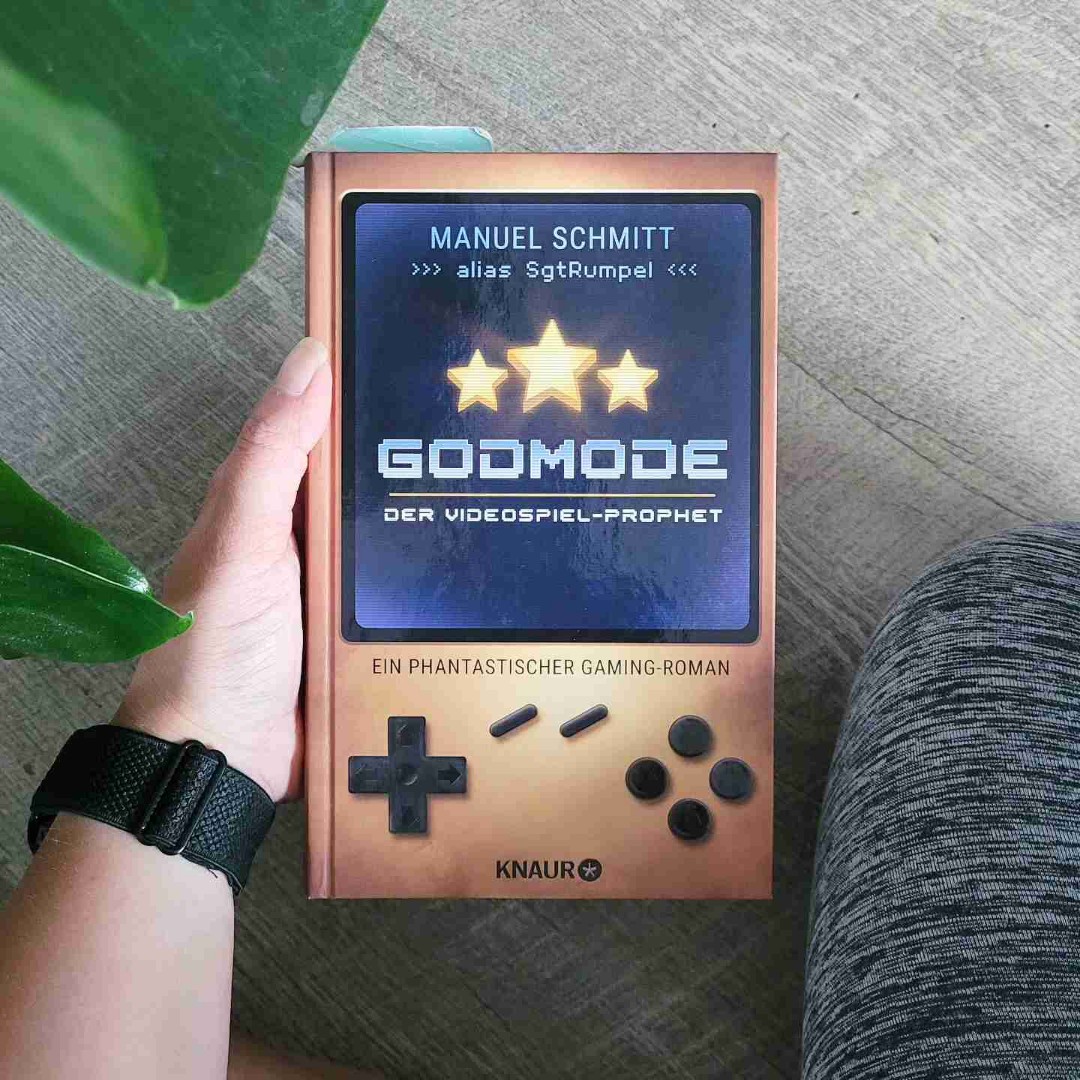 MANUEL SCHMITT
>>> alias SgtRumpel <<<
GODMODE
DER VIDEOSPIEL-PROPHET
EIN PHANTASTISCHER GAMING-ROMAN
KNAUR